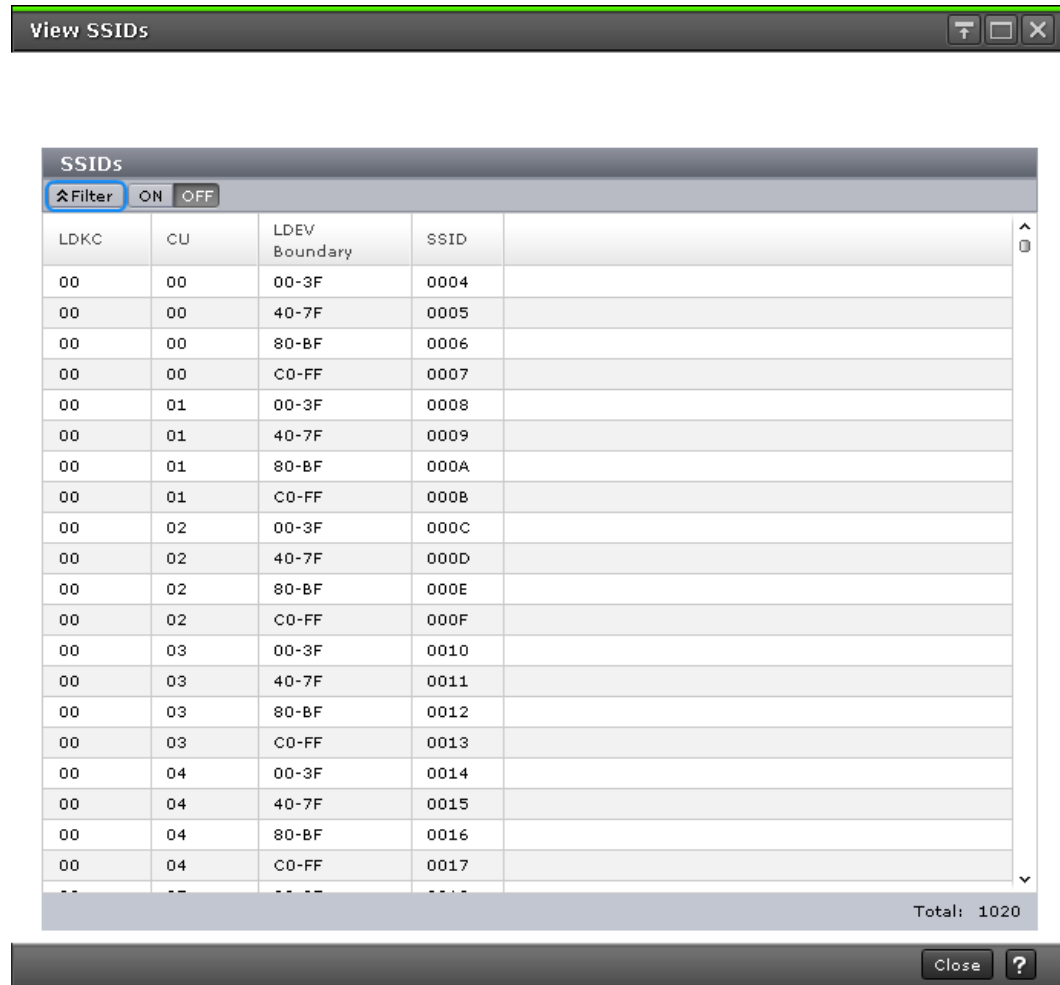 View SSIDs
SSIDs
Filter ON OFF
LDKC CU LDEV Boundary SSID
00 00 00-3F 0004
00 00 40-7F 0005
00 00 80-BF 0006
00 00 C0-FF 0007
00 01 00-3F 0008
00 01 40-7F 0009
00 01 80-BF 000A
00 01 C0-FF 000B
00 02 00-3F 000C
00 02 40-7F 000D
00 02 80-BF 000E
00 02 C0-FF 000F
00 03 00-3F 0010
00 03 40-7F 0011
00 03 80-BF 0012
00 03 C0-FF 0013
00 04 00-3F 0014
00 04 40-7F 0015
00 04 80-BF 0016
00 04 C0-FF 0017
Total: 1020
Close ?